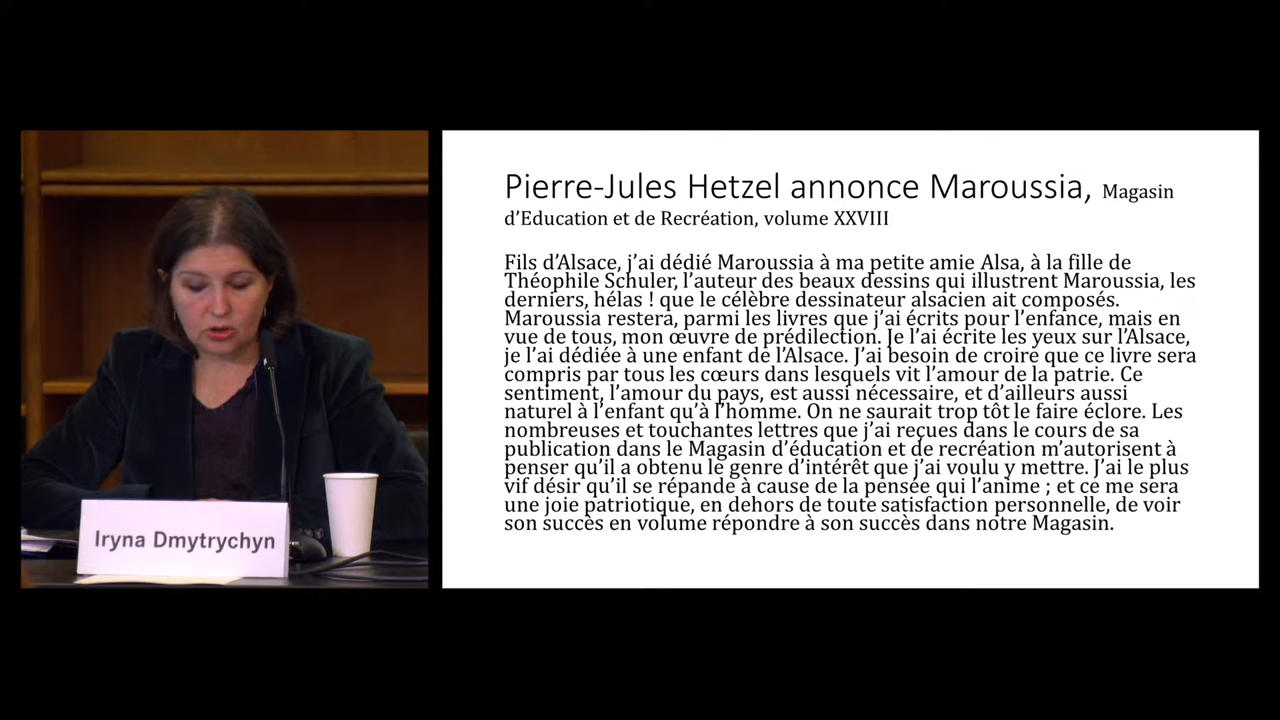 Iryna Dmytrychyn
Pierre-Jules Hetzel annonce Maroussia, Magasin
d’Education et de Recréation, volume XXVIII
Fils d’Alsace, j’ai dédié Maroussia à ma petite amie Alsa, à la fille de
Théophile Schuler, l’auteur des beaux dessins qui illustrent Maroussia, les
derniers, hélas ! que le célèbre dessinateur alsacien ait composés.
Maroussia restera, parmi les livres que j’ai écrits pour l’enfance, mais en
vue de tous, mon œuvre de prédilection. Je l’ai écrite les yeux sur l’Alsace,
je l’ai dédiée à une enfant de l’Alsace. J’ai besoin de croire que ce livre sera
compris par tous les cœurs dans lesquels vit l’amour de la patrie. Ce
sentiment, l’amour du pays, est aussi nécessaire, et d’ailleurs aussi
naturel à l’enfant qu’à l’homme. On ne saurait trop tôt le faire éclore. Les
nombreuses et touchantes lettres que j’ai reçues dans le cours de sa
publication dans le Magasin d’éducation et de recréation m’autorisent à
penser qu’il a obtenu le genre d’intérêt que j’ai voulu y mettre. J’ai le plus
vif désir qu’il se répande à cause de la pensée qui l’anime ; et ce me sera
une joie patriotique, en dehors de toute satisfaction personnelle, de voir
son succès en volume répondre à son succès dans notre Magasin.